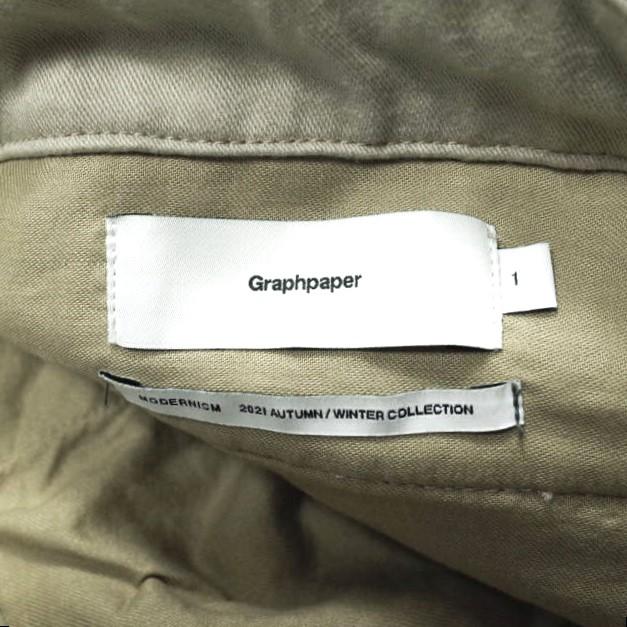 Graphpaper
1
MODERNISM 2021 AUTUMN / WINTER COLLECTION